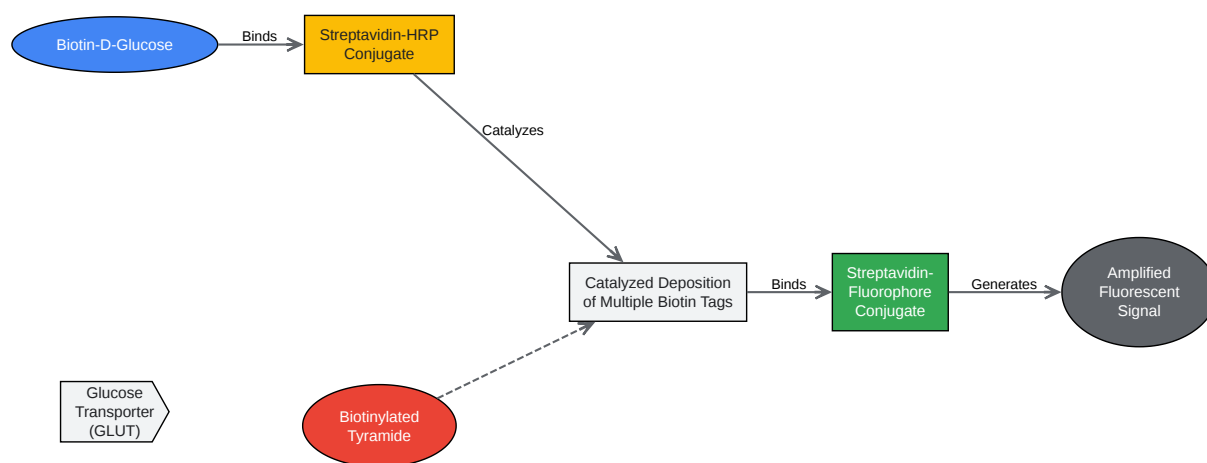 Biotin-D-Glucose
Binds
Streptavidin-HRP
Conjugate
Catalyzes
Catalyzed Deposition
of Multiple Biotin Tags
Binds
Streptavidin-
Fluorophore
Conjugate
Generates
Amplified
Fluorescent
Signal
Glucose
Transporter
(GLUT)
Biotinylated
Tyramide